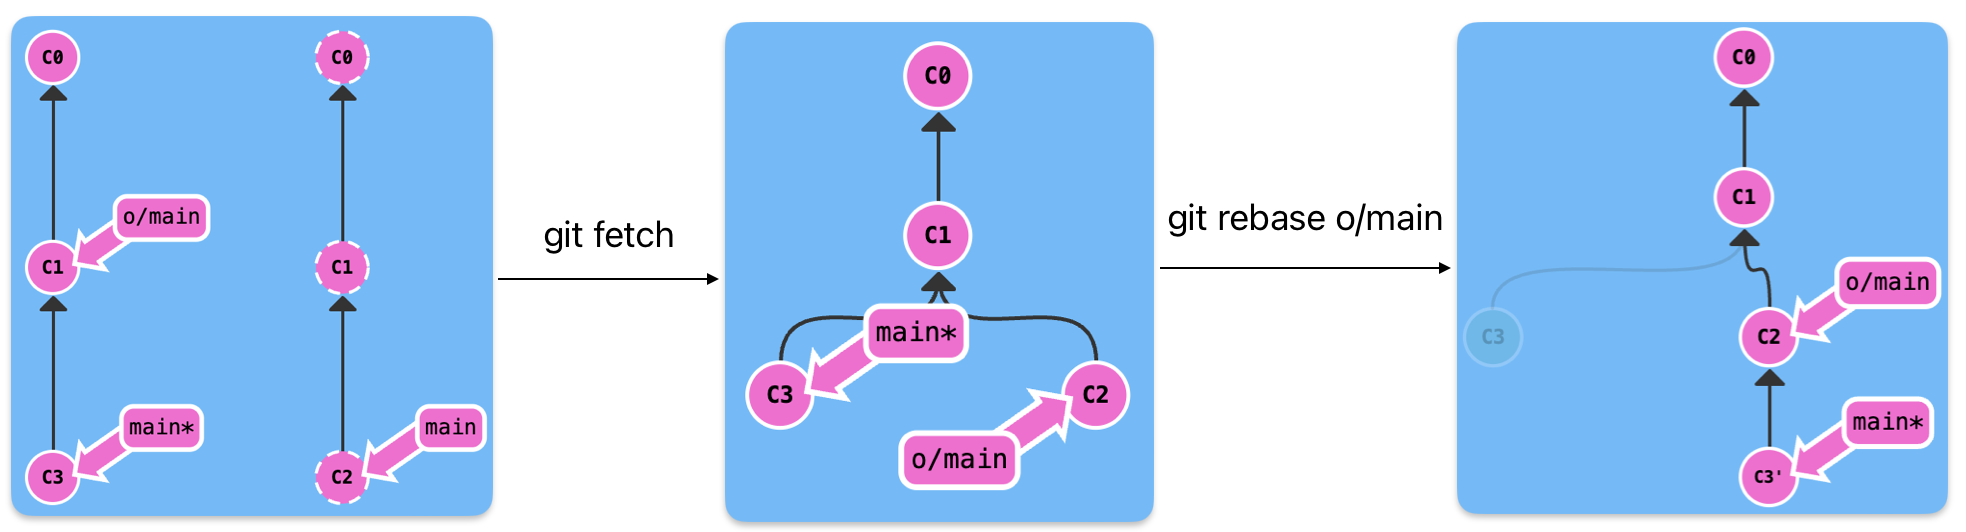 C0
C0
o/main
C1
C1
main*
main
C3
C2
git fetch
C0
C1
main*
C3
C2
o/main
git rebase o/main
C0
C1
o/main
C3
C2
main*
C3'